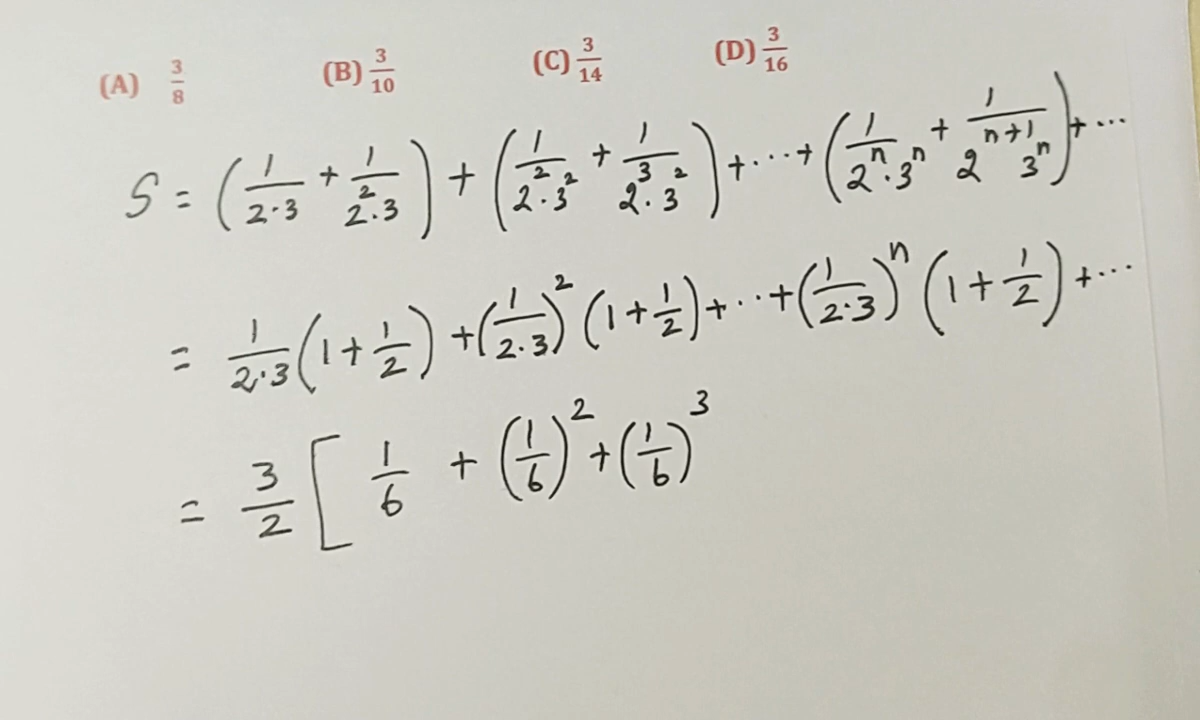 (A) 3/8 (B) 3/10 (C) 3/14 (D) 3/16
S = (1/(2·3) + 1/(2²·3)) + (1/(2²·3²) + 1/(2³·3²)) + ··· + (1/(2ⁿ·3ⁿ) + 1/(2ⁿ⁺¹ 3ⁿ)) + ···
= 1/(2·3) (1 + 1/2) + (1/(2·3))² (1 + 1/2) + ··· + (1/(2·3))ⁿ (1 + 1/2) + ···
= 3/2 [ 1/6 + (1/6)² + (1/6)³